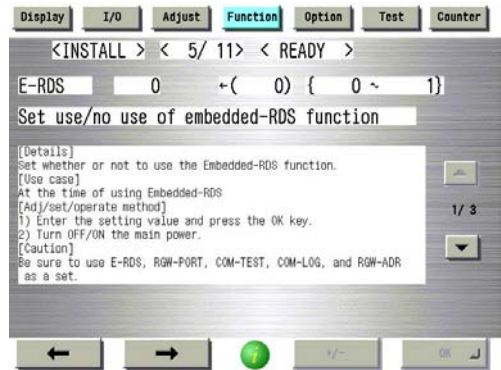 Display I/O Adjust Function Option Test Counter
<INSTALL > < 5/ 11> < READY >
E-RDS 0 ←( 0) { 0 ~ 1}
Set use/no use of embedded-RDS function
[Details]
Set whether or not to use the Embedded-RDS function.
[Use case]
At the time of using Embedded-RDS
[Adj/set/operate method]
1) Enter the setting value and press the OK key.
2) Turn OFF/ON the main power.
[Caution]
Be sure to use E-RDS, RGW-PORT, COM-TEST, COM-LOG, and RGW-ADR
as a set.
1/ 3
+/- OK